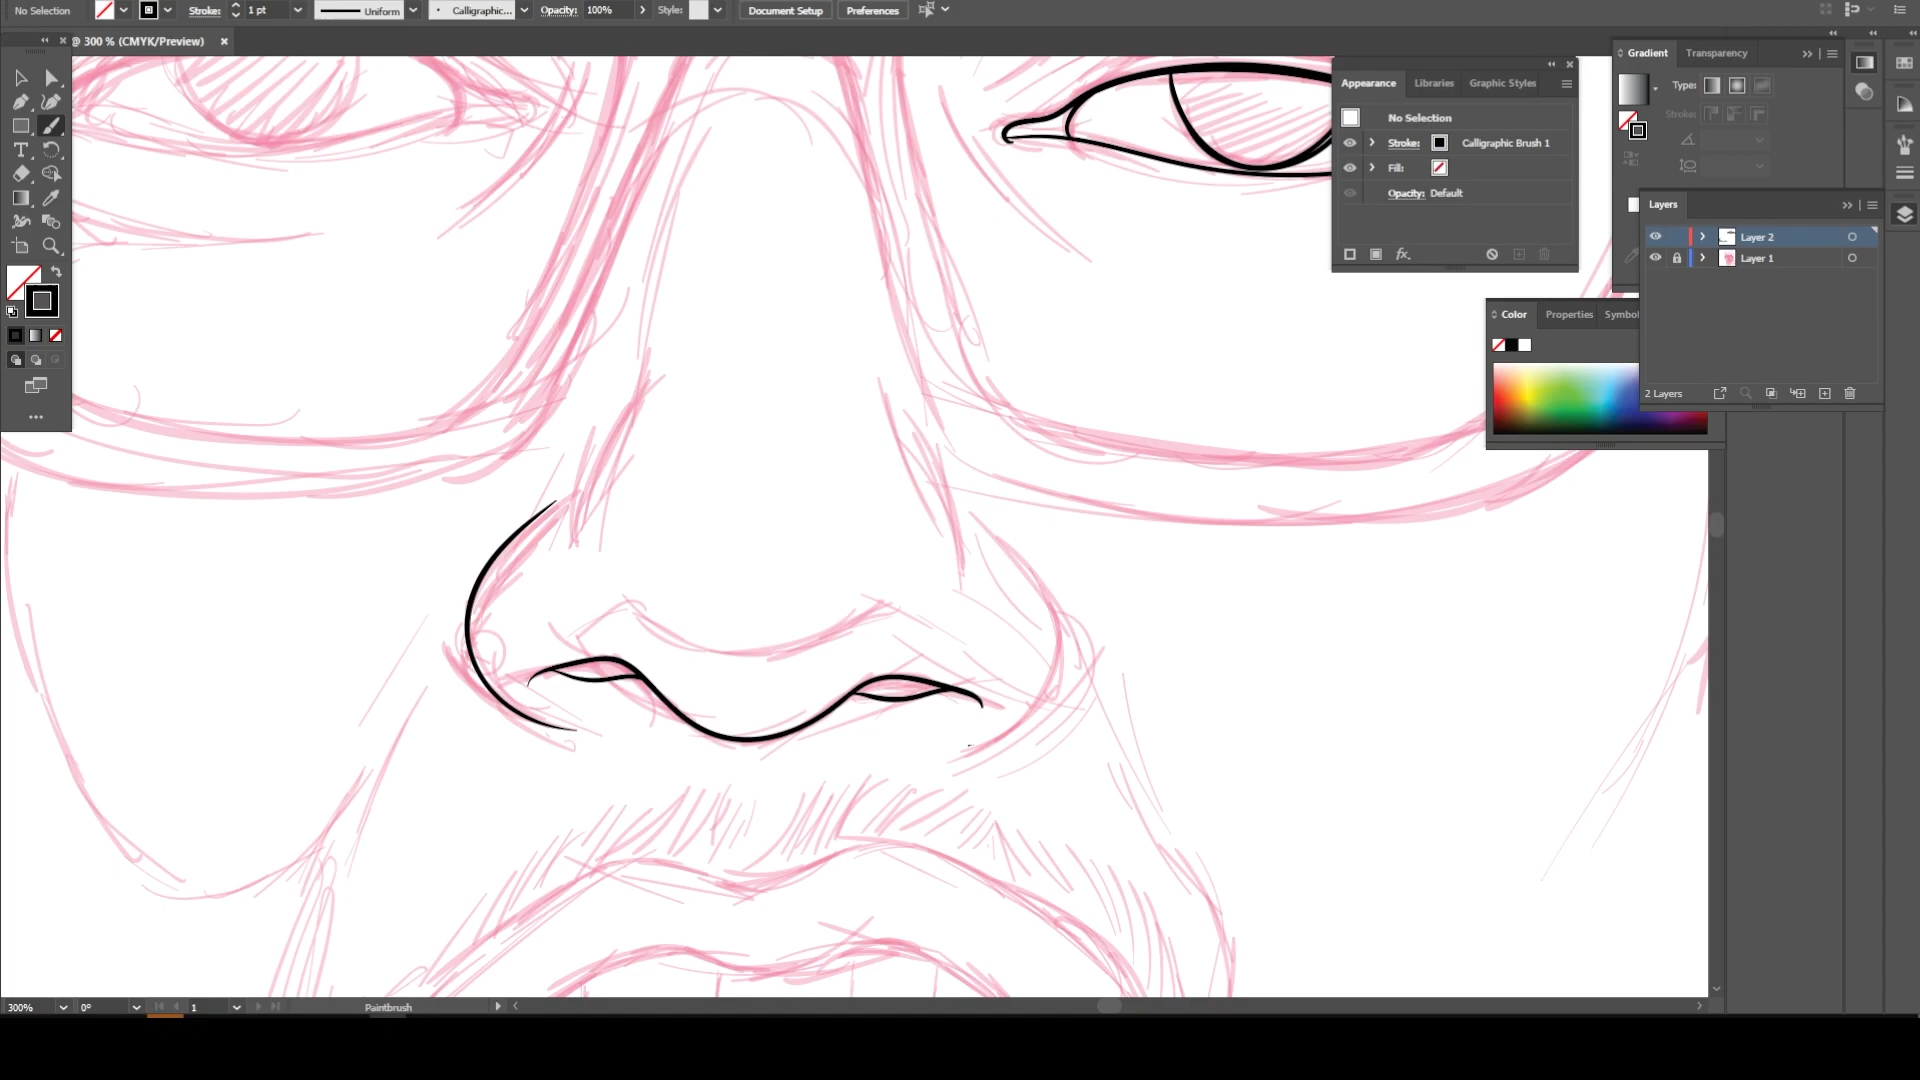 No Selection Stroke: 1 pt Uniform Calligraphic... Opacity: 100% Style: Document Setup Preferences
@ 300 % (CMYK/Preview) ×
Appearance Libraries Graphic Styles
No Selection
Stroke: Calligraphic Brush 1
Fill:
Opacity: Default
fx
Gradient Transparency
Type:
Stroke:
Layers
Layer 2
Layer 1
2 Layers
Color Properties Symbol
300% 0° 1 Paintbrush